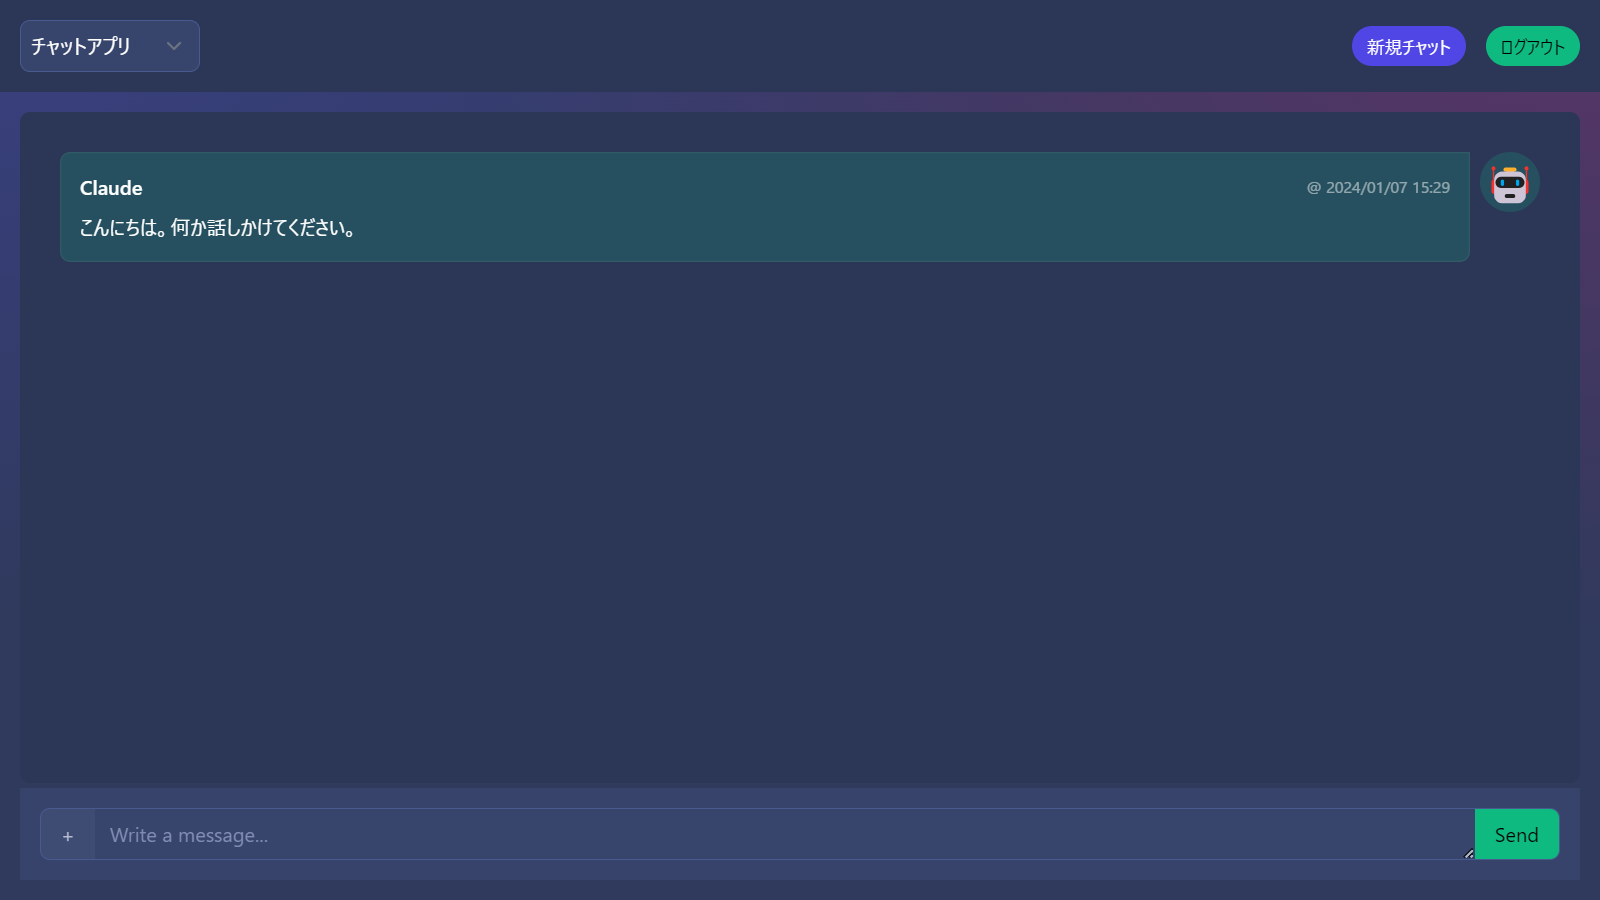 チャットアプリ
新規チャット
ログアウト
Claude
@ 2024/01/07 15:29
こんにちは。何か話しかけてください。
+
Write a message...
Send